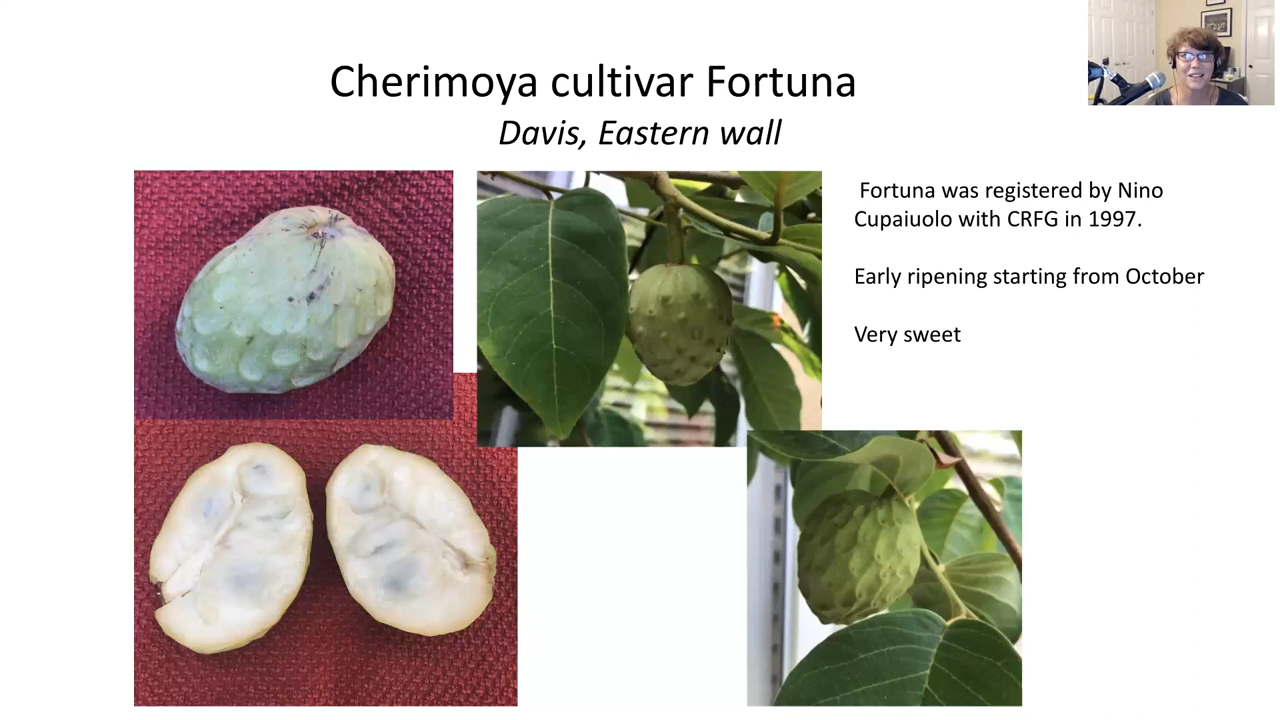 Cherimoya cultivar Fortuna
Davis, Eastern wall
Fortuna was registered by Nino
Cupaiuolo with CRFG in 1997.
Early ripening starting from October
Very sweet